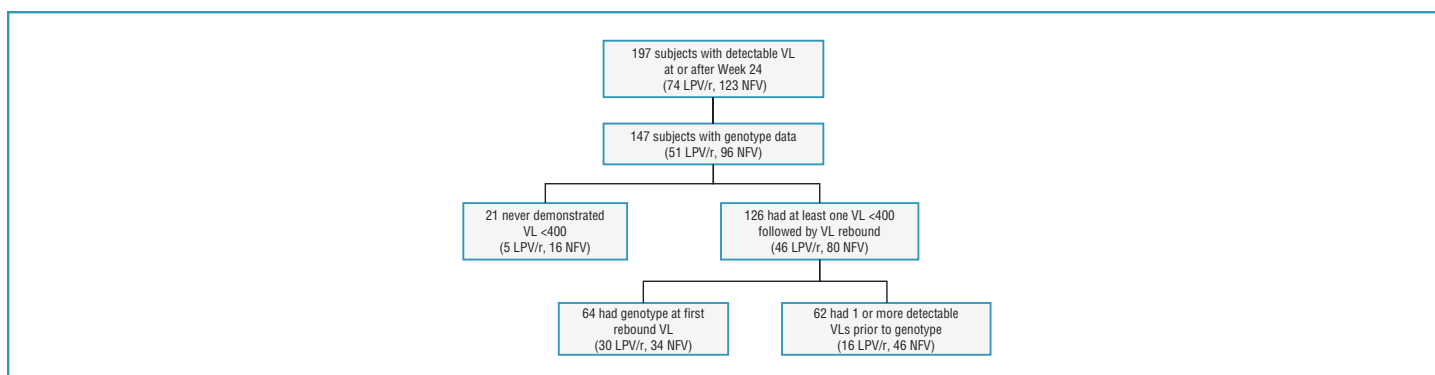 197 subjects with detectable VL
at or after Week 24
(74 LPV/r, 123 NFV)
147 subjects with genotype data
(51 LPV/r, 96 NFV)
21 never demonstrated
VL <400
(5 LPV/r, 16 NFV)
126 had at least one VL <400
followed by VL rebound
(46 LPV/r, 80 NFV)
64 had genotype at first
rebound VL
(30 LPV/r, 34 NFV)
62 had 1 or more detectable
VLs prior to genotype
(16 LPV/r, 46 NFV)